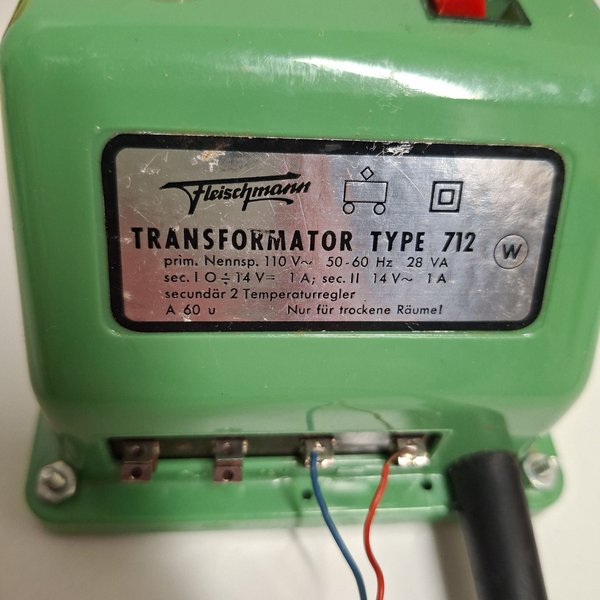 Fleischmann
TRANSFORMATOR TYPE 712
W
prim. Nennsp. 110 V~ 50-60 Hz 28 VA
sec. I 0÷14 V= 1 A; sec. II 14 V~ 1 A
secundär 2 Temperaturregler
A 60 u Nur für trockene Räume!